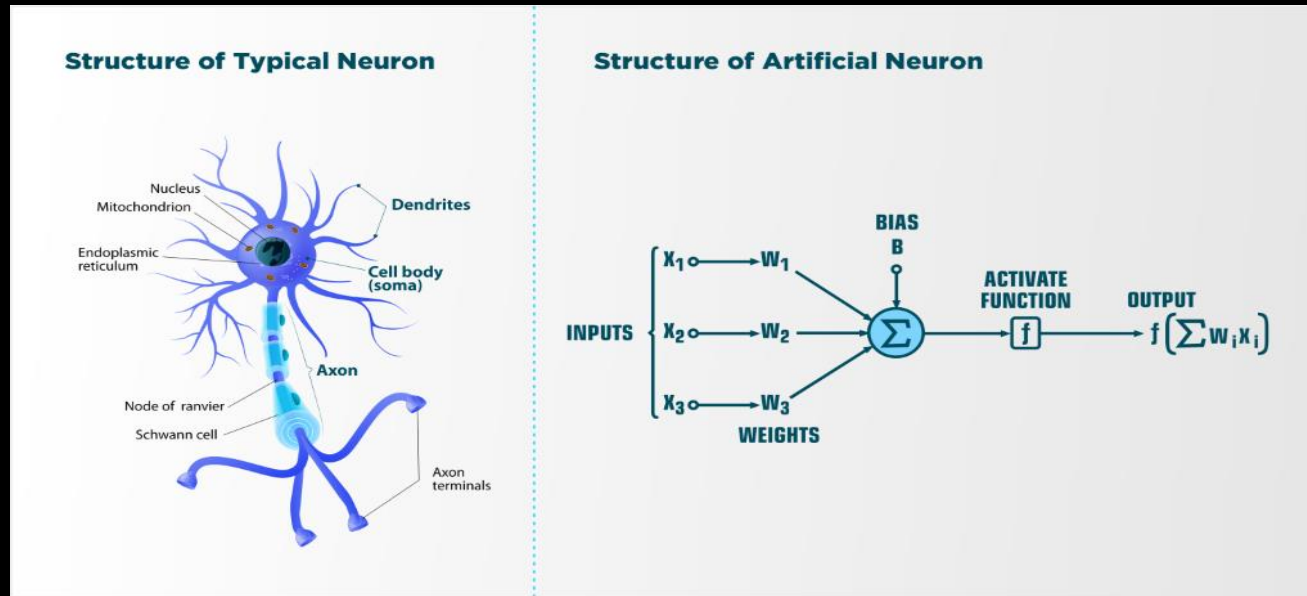 Structure of Typical Neuron
Nucleus
Mitochondrion
Endoplasmic
reticulum
Dendrites
Cell body
(soma)
Axon
Node of ranvier
Schwann cell
Axon
terminals
Structure of Artificial Neuron
BIAS
B
INPUTS
X₁ W₁
X₂ W₂
X₃ W₃
WEIGHTS
Σ
ACTIVATE
FUNCTION
f
OUTPUT
f(∑WᵢXᵢ)